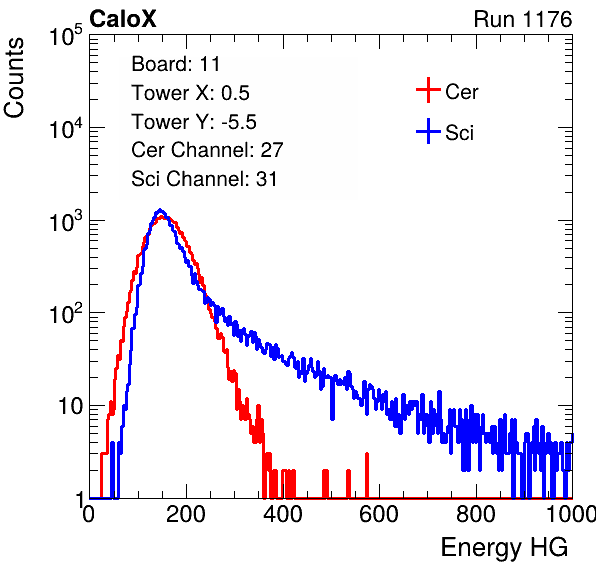 CaloX Run 1176
Counts
10^5
10^4
10^3
10^2
10
1
Board: 11
Tower X: 0.5
Tower Y: -5.5
Cer Channel: 27
Sci Channel: 31
Cer
Sci
0 200 400 600 800 1000
Energy HG